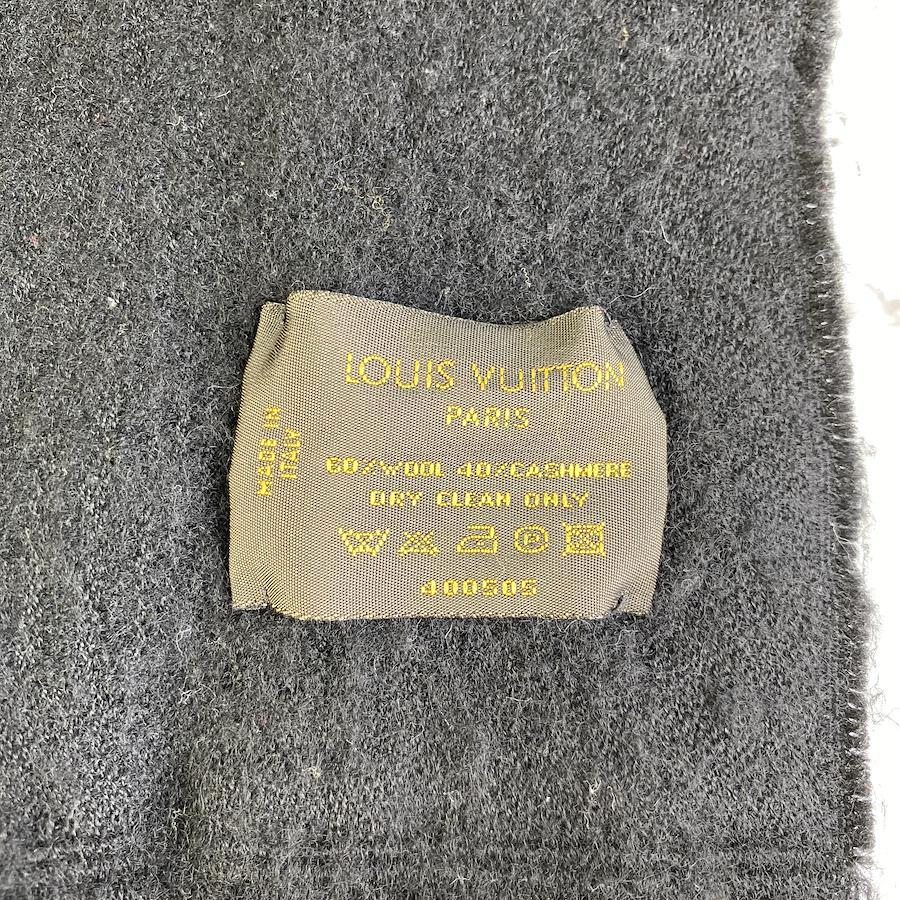 LOUIS VUITTON
PARIS
MADE IN
ITALY
60/WOOL 40/CASHMERE
DRY CLEAN ONLY
P
400505